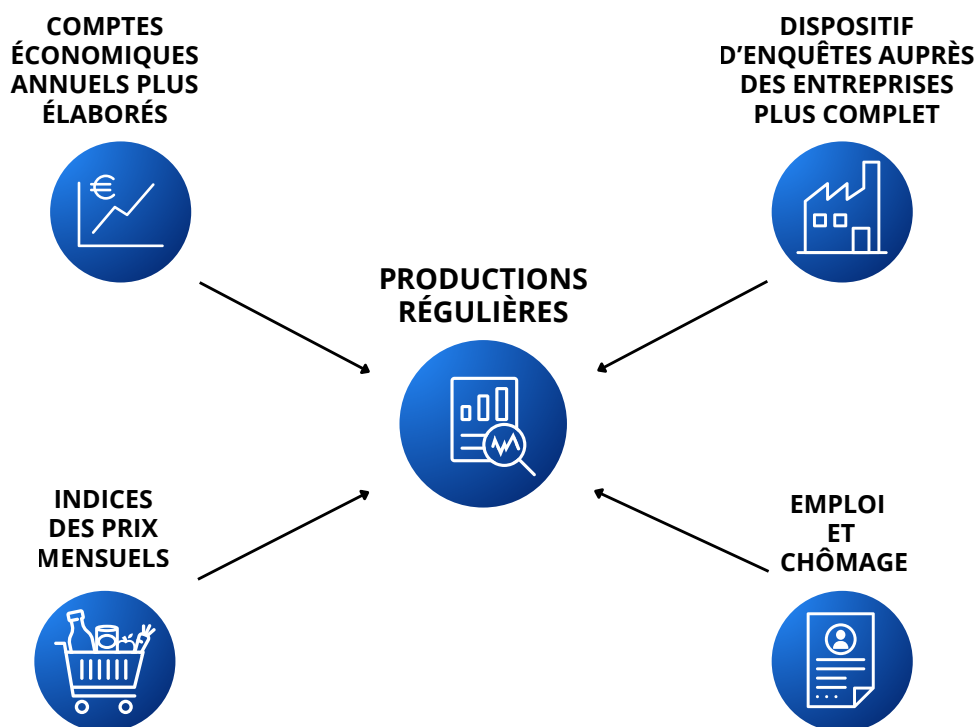 COMPTES
ÉCONOMIQUES
ANNUELS PLUS
ÉLABORÉS
DISPOSITIF
D’ENQUÊTES AUPRÈS
DES ENTREPRISES
PLUS COMPLET
€
PRODUCTIONS
RÉGULIÈRES
INDICES
DES PRIX
MENSUELS
EMPLOI
ET
CHÔMAGE